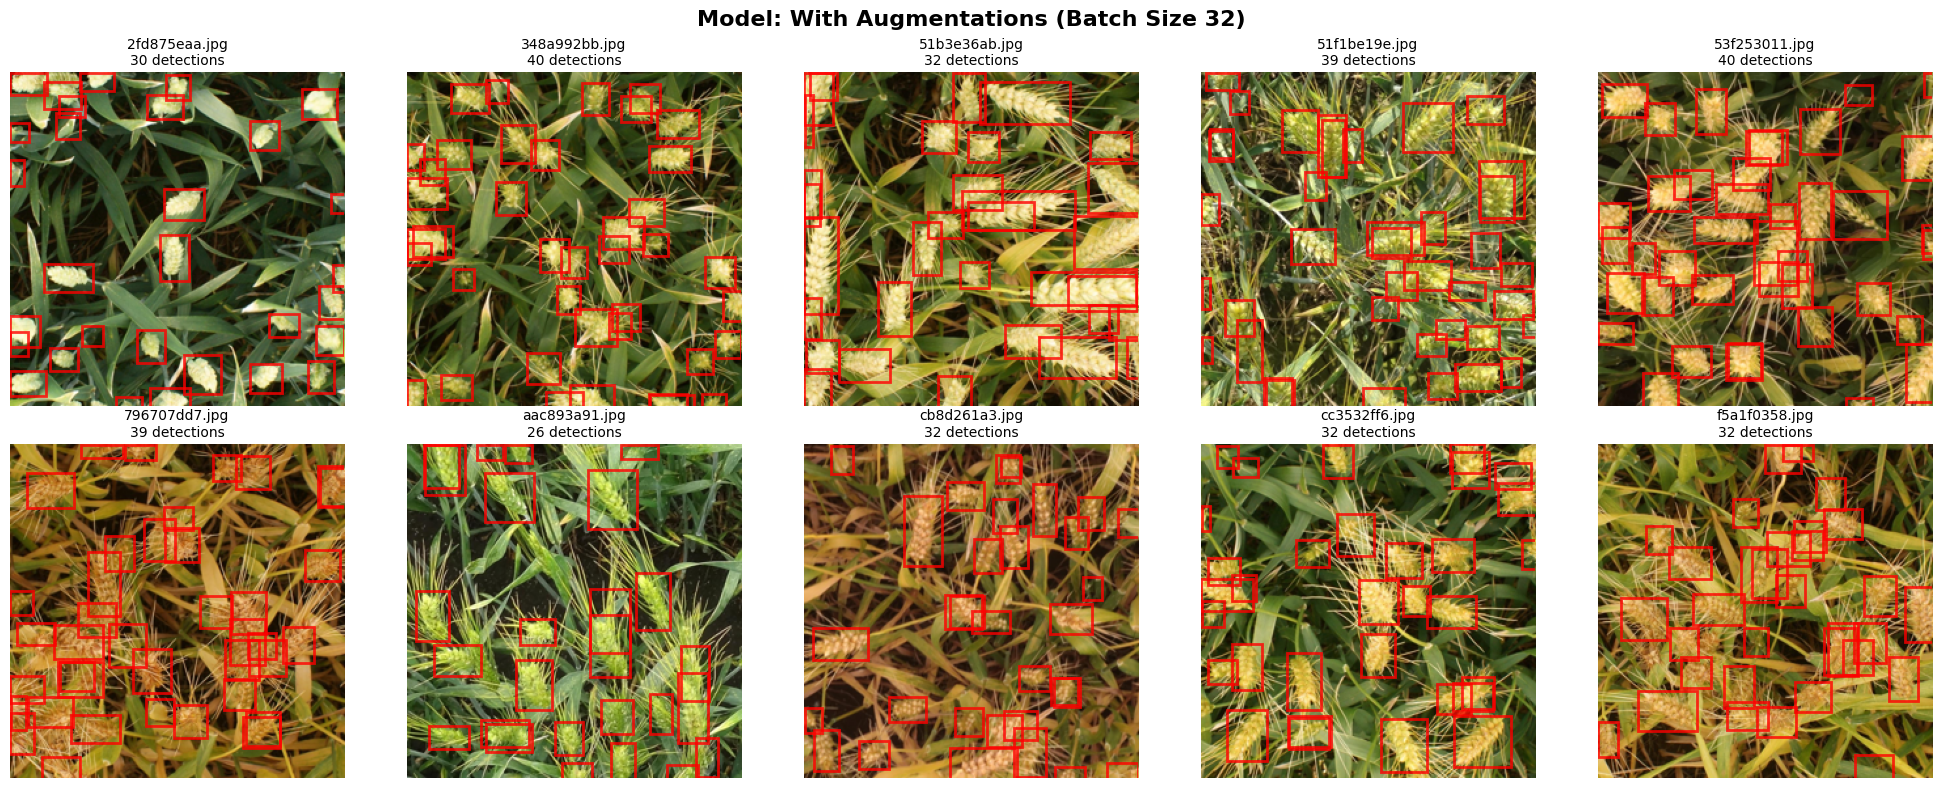 Model: With Augmentations (Batch Size 32)
2fd875eaa.jpg
30 detections
348a992bb.jpg
40 detections
51b3e36ab.jpg
32 detections
51f1be19e.jpg
39 detections
53f253011.jpg
40 detections
796707dd7.jpg
39 detections
aac893a91.jpg
26 detections
cb8d261a3.jpg
32 detections
cc3532ff6.jpg
32 detections
f5a1f0358.jpg
32 detections